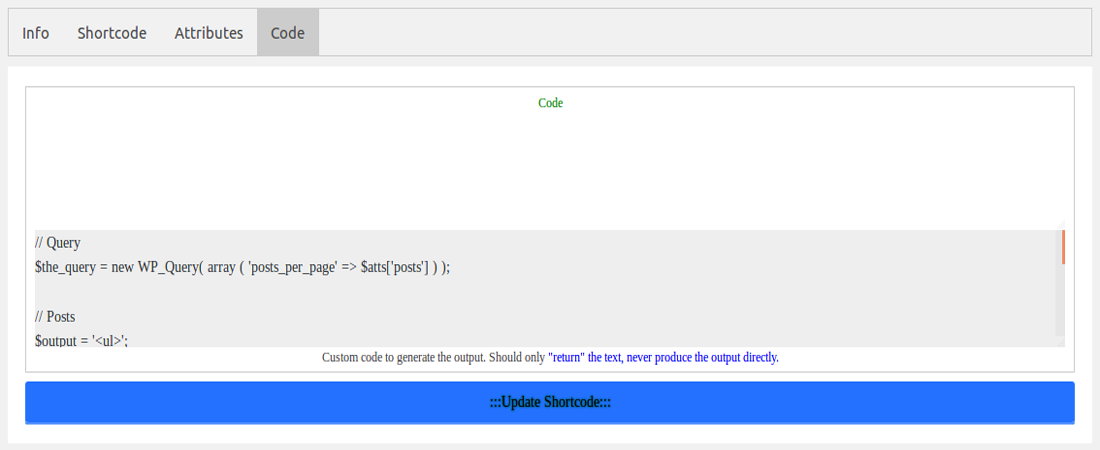 Info Shortcode Attributes Code
Code
// Query
$the_query = new WP_Query( array ( 'posts_per_page' => $atts['posts'] ) );
// Posts
$output = '<ul>';
Custom code to generate the output. Should only "return" the text, never produce the output directly.
:::Update Shortcode:::